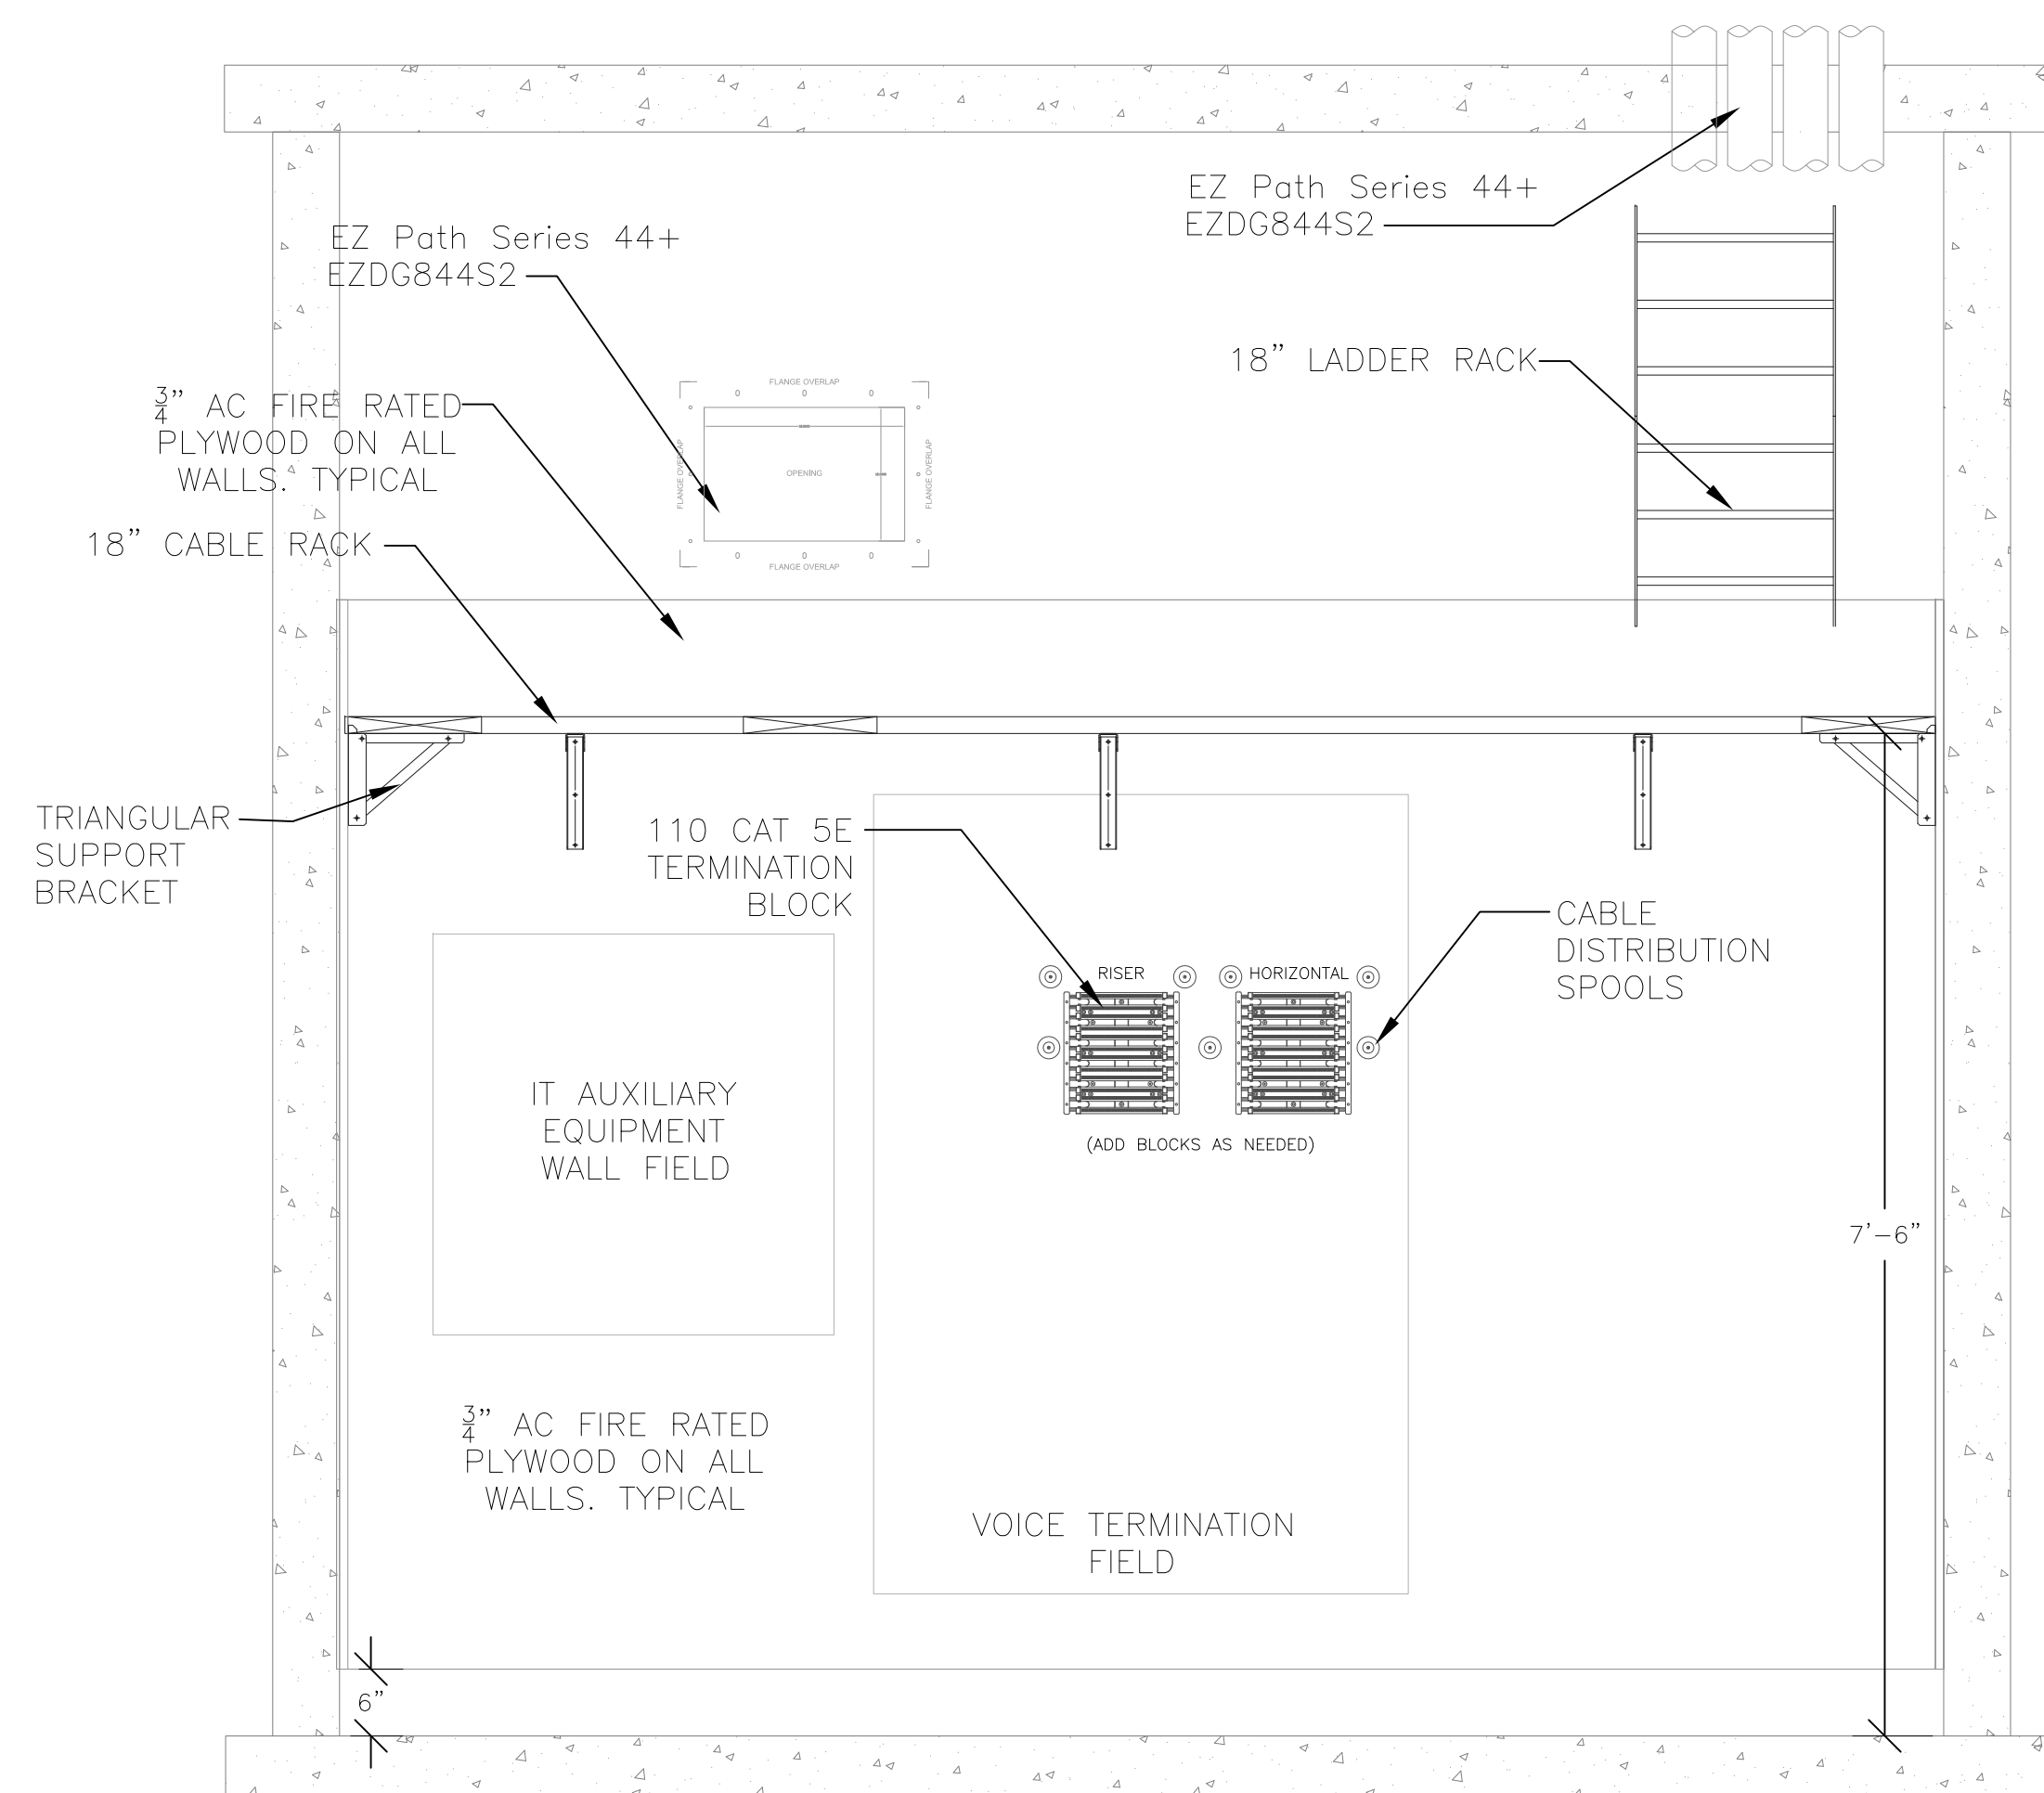 EZ Path Series 44+
EZDG844S2
EZ Path Series 44+
EZDG844S2
18” LADDER RACK
FLANGE OVERLAP
FLANGE OVERLAP
OPENING
FLANGE OVERLAP
FLANGE OVERLAP
3/4” AC FIRE RATED
PLYWOOD ON ALL
WALLS. TYPICAL
18” CABLE RACK
TRIANGULAR
SUPPORT
BRACKET
110 CAT 5E
TERMINATION
BLOCK
CABLE
DISTRIBUTION
SPOOLS
RISER
HORIZONTAL
(ADD BLOCKS AS NEEDED)
IT AUXILIARY
EQUIPMENT
WALL FIELD
7’-6”
3/4” AC FIRE RATED
PLYWOOD ON ALL
WALLS. TYPICAL
VOICE TERMINATION
FIELD
6”